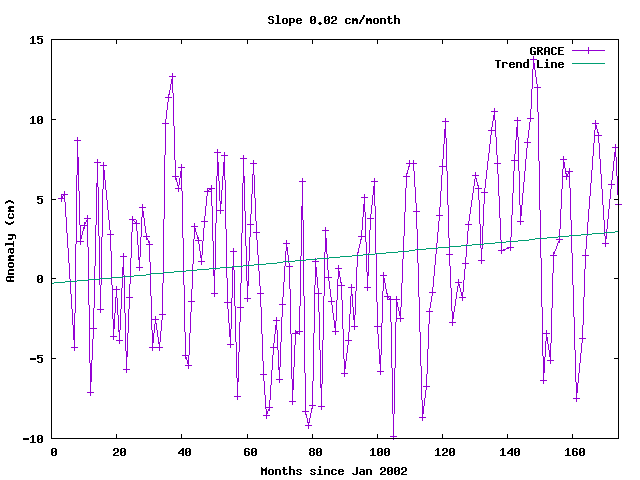 Slope 0.02 cm/month
GRACE
Trend Line
15
10
5
0
-5
-10
Anomaly (cm)
0 20 40 60 80 100 120 140 160
Months since Jan 2002